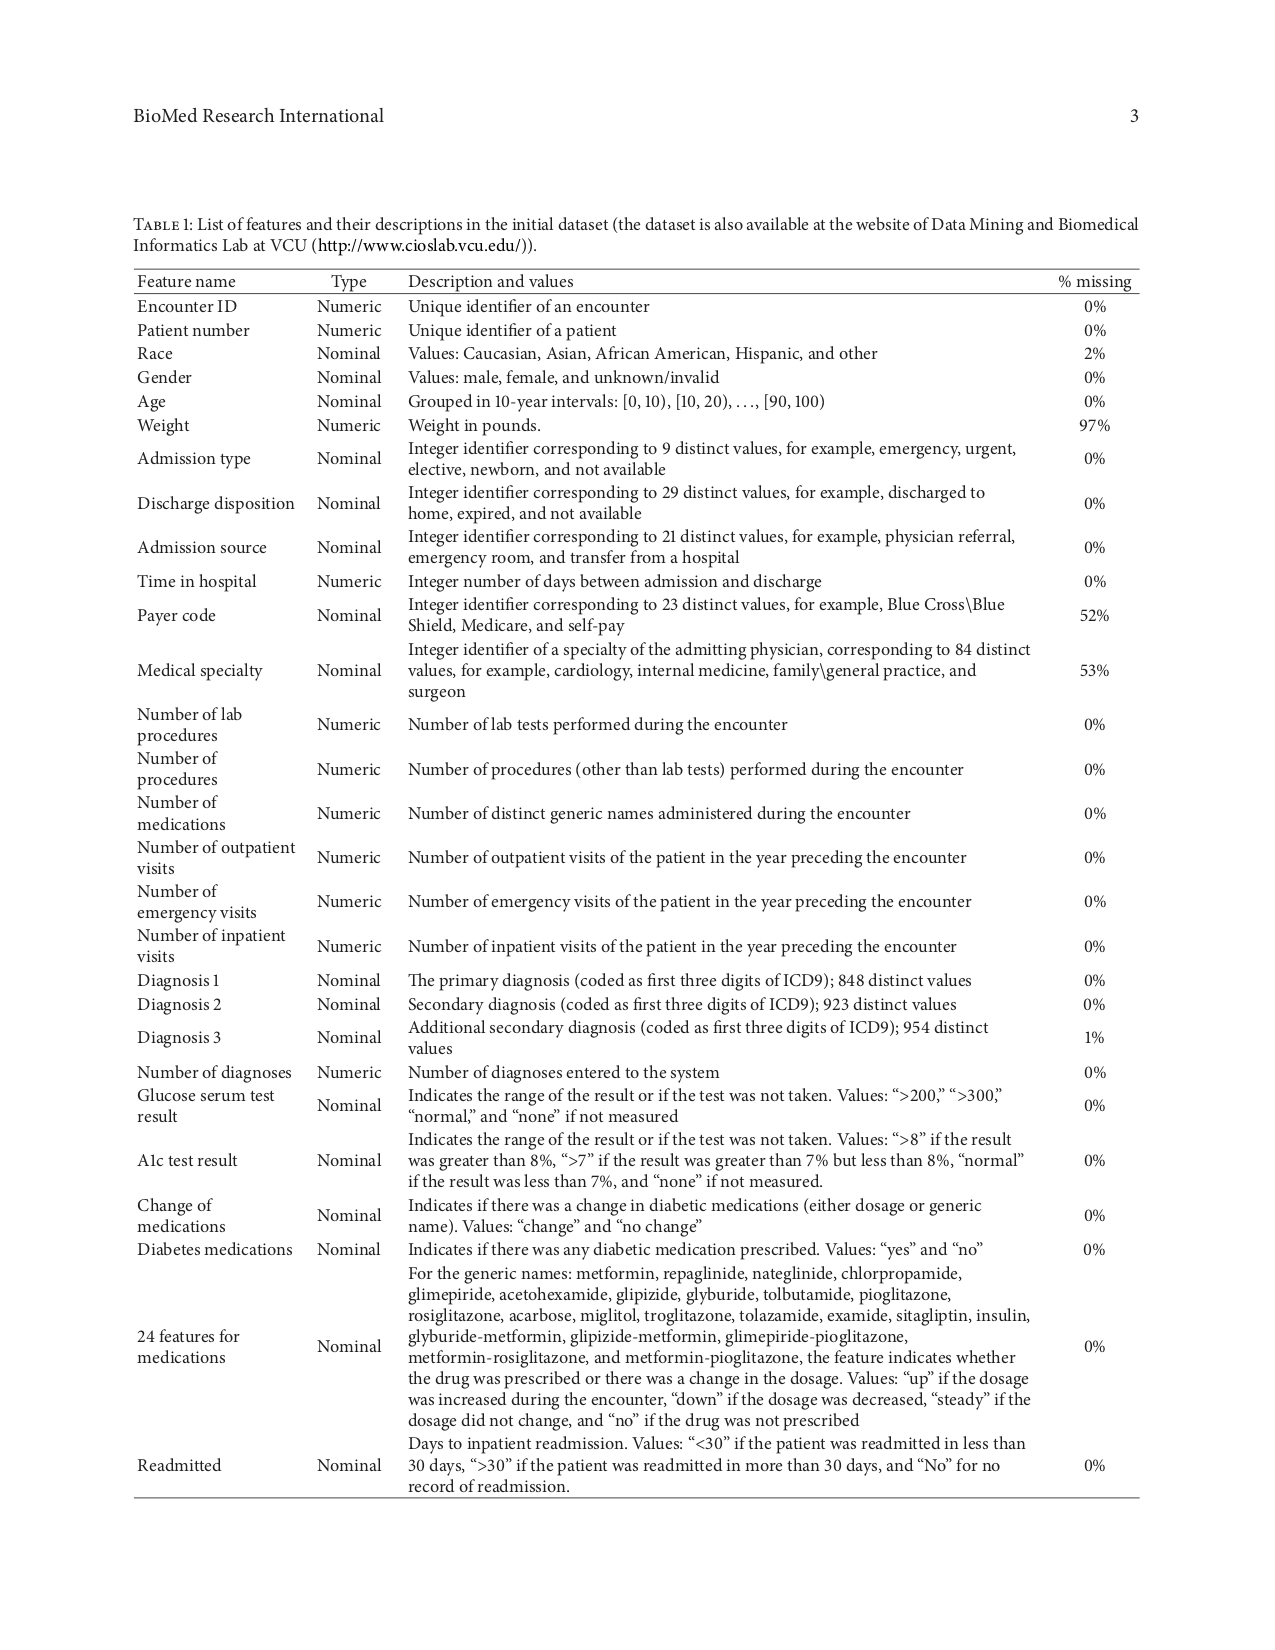 BioMed Research International 3
Table 1: List of features and their descriptions in the initial dataset (the dataset is also available at the website of Data Mining and Biomedical
Informatics Lab at VCU (http://www.cioslab.vcu.edu/)).
Feature name Type Description and values % missing
Encounter ID Numeric Unique identifier of an encounter 0%
Patient number Numeric Unique identifier of a patient 0%
Race Nominal Values: Caucasian, Asian, African American, Hispanic, and other 2%
Gender Nominal Values: male, female, and unknown/invalid 0%
Age Nominal Grouped in 10-year intervals: [0, 10), [10, 20), . . ., [90, 100) 0%
Weight Numeric Weight in pounds. 97%
Admission type Nominal Integer identifier corresponding to 9 distinct values, for example, emergency, urgent,
elective, newborn, and not available 0%
Discharge disposition Nominal Integer identifier corresponding to 29 distinct values, for example, discharged to
home, expired, and not available 0%
Admission source Nominal Integer identifier corresponding to 21 distinct values, for example, physician referral,
emergency room, and transfer from a hospital 0%
Time in hospital Numeric Integer number of days between admission and discharge 0%
Payer code Nominal Integer identifier corresponding to 23 distinct values, for example, Blue Cross\Blue
Shield, Medicare, and self-pay 52%
Medical specialty Nominal Integer identifier of a specialty of the admitting physician, corresponding to 84 distinct
values, for example, cardiology, internal medicine, family\general practice, and
surgeon 53%
Number of lab
procedures Numeric Number of lab tests performed during the encounter 0%
Number of
procedures Numeric Number of procedures (other than lab tests) performed during the encounter 0%
Number of
medications Numeric Number of distinct generic names administered during the encounter 0%
Number of outpatient
visits Numeric Number of outpatient visits of the patient in the year preceding the encounter 0%
Number of
emergency visits Numeric Number of emergency visits of the patient in the year preceding the encounter 0%
Number of inpatient
visits Numeric Number of inpatient visits of the patient in the year preceding the encounter 0%
Diagnosis 1 Nominal The primary diagnosis (coded as first three digits of ICD9); 848 distinct values 0%
Diagnosis 2 Nominal Secondary diagnosis (coded as first three digits of ICD9); 923 distinct values 0%
Diagnosis 3 Nominal Additional secondary diagnosis (coded as first three digits of ICD9); 954 distinct
values 1%
Number of diagnoses Numeric Number of diagnoses entered to the system 0%
Glucose serum test
result Nominal Indicates the range of the result or if the test was not taken. Values: “>200,” “>300,”
“normal,” and “none” if not measured 0%
A1c test result Nominal Indicates the range of the result or if the test was not taken. Values: “>8” if the result
was greater than 8%, “>7” if the result was greater than 7% but less than 8%, “normal”
if the result was less than 7%, and “none” if not measured. 0%
Change of
medications Nominal Indicates if there was a change in diabetic medications (either dosage or generic
name). Values: “change” and “no change” 0%
Diabetes medications Nominal Indicates if there was any diabetic medication prescribed. Values: “yes” and “no” 0%
24 features for
medications Nominal For the generic names: metformin, repaglinide, nateglinide, chlorpropamide,
glimepiride, acetohexamide, glipizide, glyburide, tolbutamide, pioglitazone,
rosiglitazone, acarbose, miglitol, troglitazone, tolazamide, examide, sitagliptin, insulin,
glyburide-metformin, glipizide-metformin, glimepiride-pioglitazone,
metformin-rosiglitazone, and metformin-pioglitazone, the feature indicates whether
the drug was prescribed or there was a change in the dosage. Values: “up” if the dosage
was increased during the encounter, “down” if the dosage was decreased, “steady” if the
dosage did not change, and “no” if the drug was not prescribed 0%
Readmitted Nominal Days to inpatient readmission. Values: “<30” if the patient was readmitted in less than
30 days, “>30” if the patient was readmitted in more than 30 days, and “No” for no
record of readmission. 0%